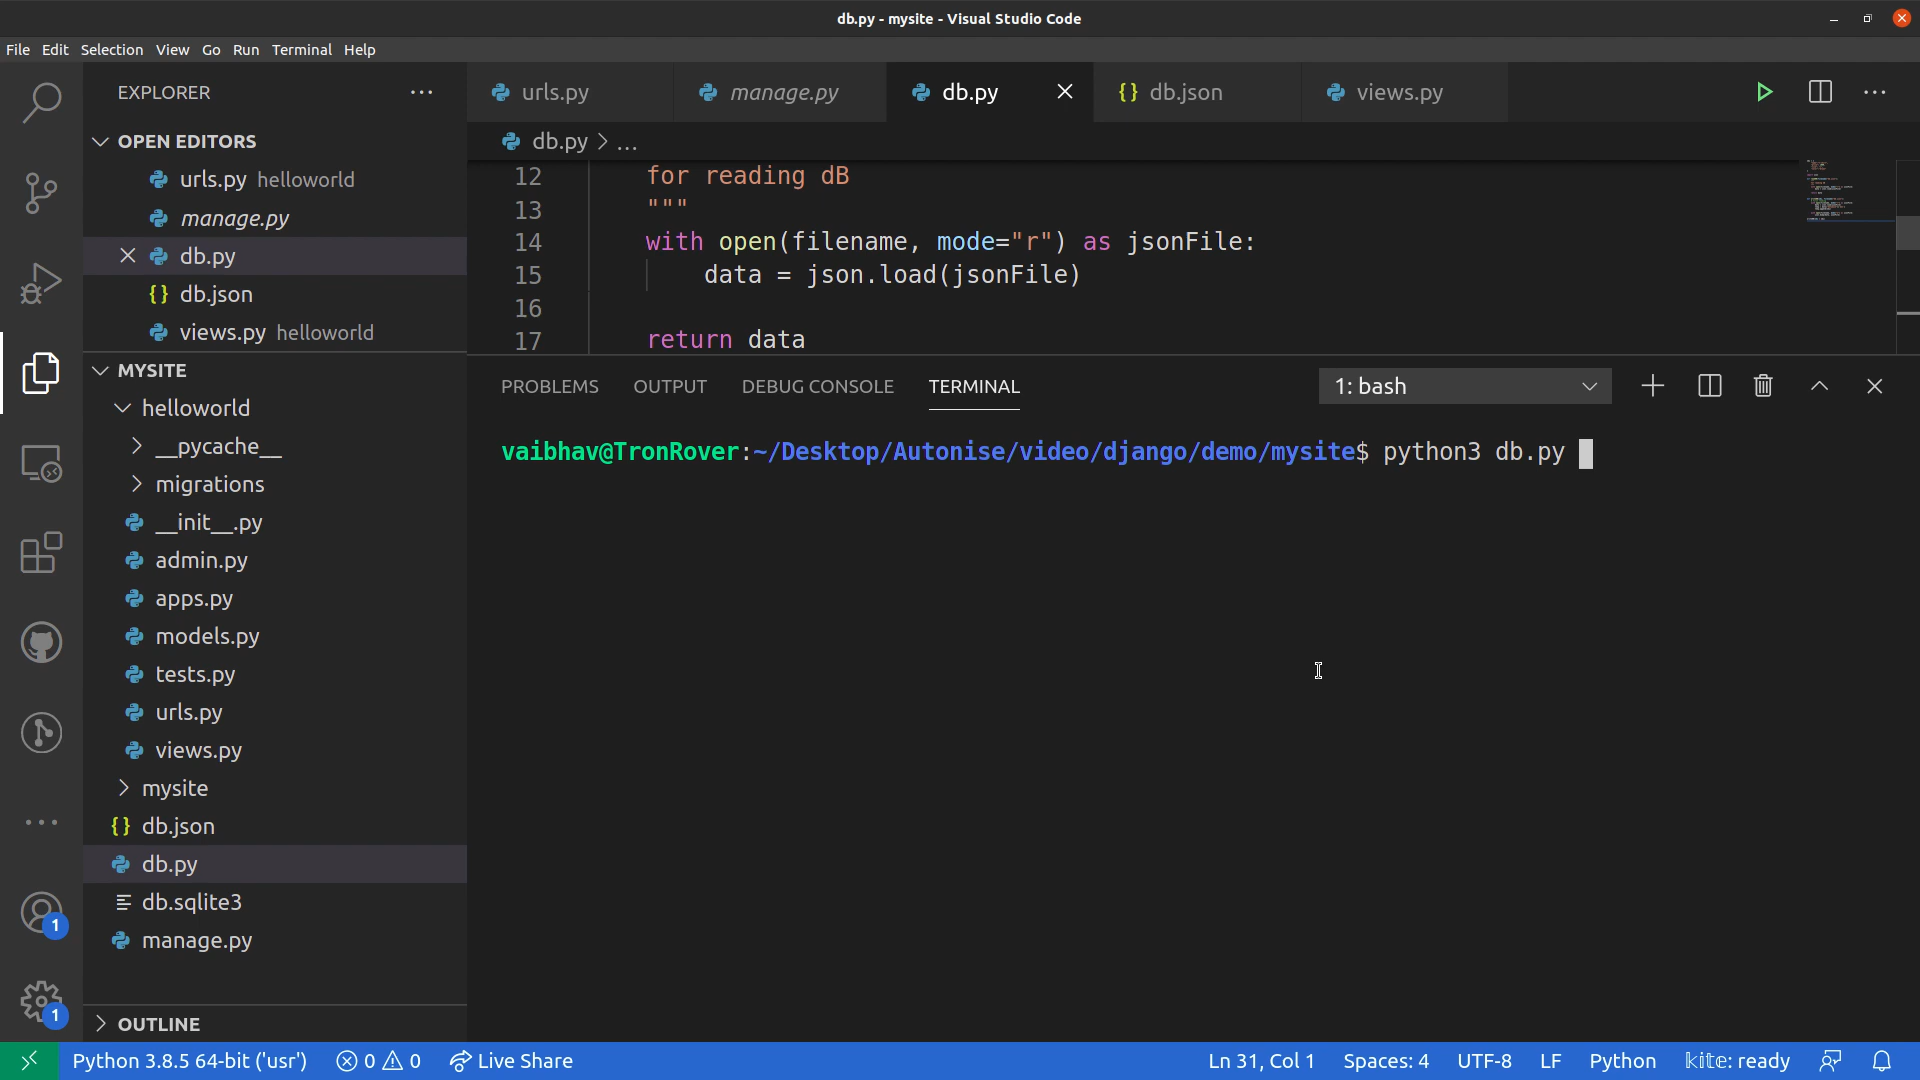 db.py - mysite - Visual Studio Code
File Edit Selection View Go Run Terminal Help
EXPLORER
OPEN EDITORS
urls.py helloworld
manage.py
db.py
{} db.json
views.py helloworld
MYSITE
helloworld
__pycache__
migrations
__init__.py
admin.py
apps.py
models.py
tests.py
urls.py
views.py
mysite
{} db.json
db.py
db.sqlite3
manage.py
OUTLINE
1
1
urls.py manage.py db.py {} db.json views.py
db.py > ...
12 for reading dB
13 """
14 with open(filename, mode="r") as jsonFile:
15 data = json.load(jsonFile)
16
17 return data
PROBLEMS OUTPUT DEBUG CONSOLE TERMINAL 1: bash
vaibhav@TronRover:~/Desktop/Autonise/video/django/demo/mysite$ python3 db.py
Python 3.8.5 64-bit ('usr') 0 0 Live Share Ln 31, Col 1 Spaces: 4 UTF-8 LF Python kite: ready